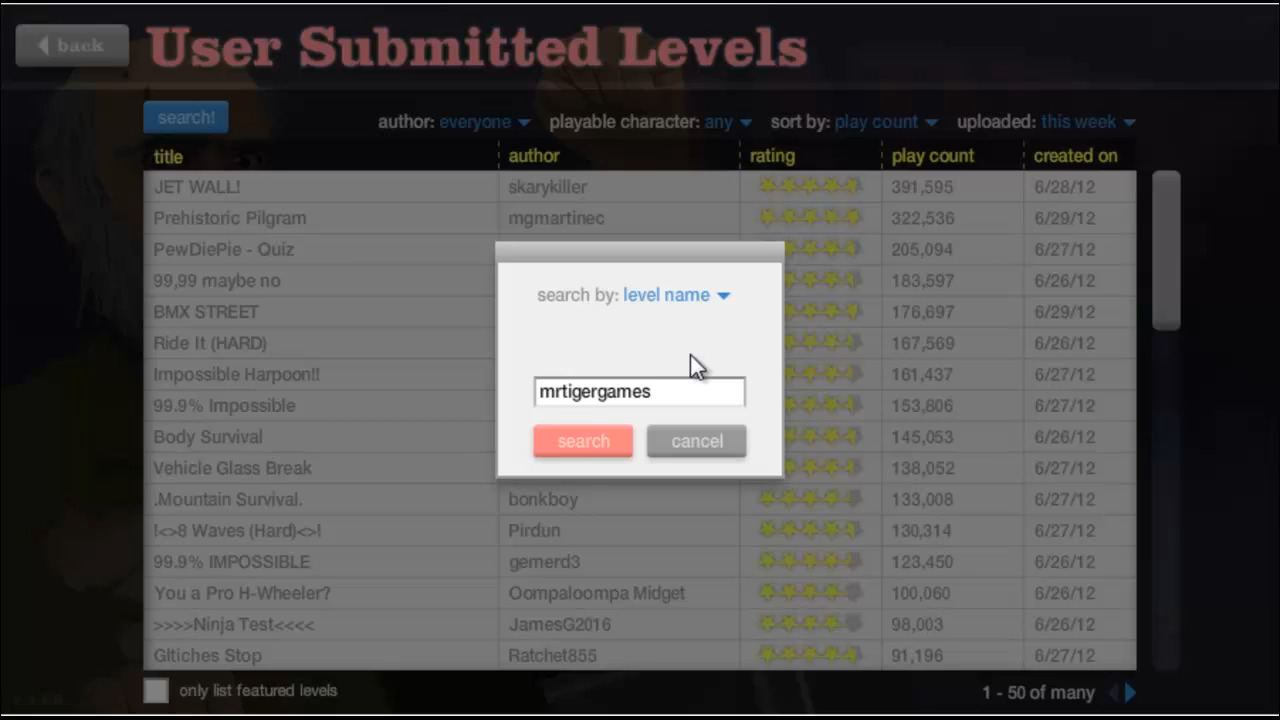 back
User Submitted Levels
search!
author: everyone
playable character: any
sort by: play count
uploaded: this week
title author rating play count created on
JET WALL! skarykiller 391,595 6/28/12
Prehistoric Pilgram mgmartinec 322,536 6/29/12
PewDiePie - Quiz 205,094 6/27/12
99,99 maybe no 183,597 6/26/12
BMX STREET 176,697 6/29/12
Ride It (HARD) 167,569 6/26/12
Impossible Harpoon!! 161,437 6/27/12
99.9% Impossible 153,806 6/27/12
Body Survival 145,053 6/26/12
Vehicle Glass Break 138,052 6/27/12
.Mountain Survival. bonkboy 133,008 6/27/12
!<>8 Waves (Hard)<>! Pirdun 130,314 6/27/12
99.9% IMPOSSIBLE gemerd3 123,450 6/26/12
You a Pro H-Wheeler? Oompaloompa Midget 100,060 6/26/12
>>>>Ninja Test<<<< JamesG2016 98,003 6/26/12
Gltiches Stop Ratchet855 91,196 6/27/12
search by: level name
mrtigergames
search cancel
only list featured levels
1 - 50 of many